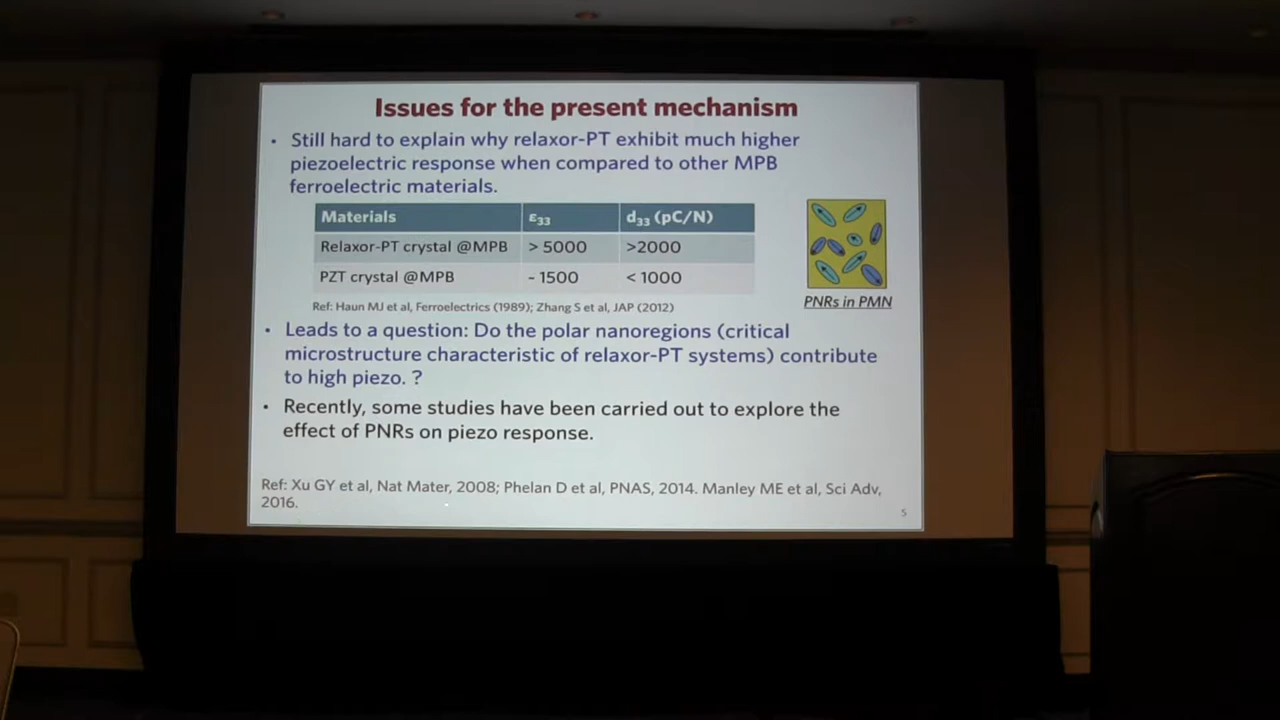 Issues for the present mechanism
• Still hard to explain why relaxor-PT exhibit much higher
piezoelectric response when compared to other MPB
ferroelectric materials.
Materials ε33 d33 (pC/N)
Relaxor-PT crystal @MPB > 5000 >2000
PZT crystal @MPB ~ 1500 < 1000
PNRs in PMN
Ref: Haun MJ et al, Ferroelectrics (1989); Zhang S et al, JAP (2012)
• Leads to a question: Do the polar nanoregions (critical
microstructure characteristic of relaxor-PT systems) contribute
to high piezo. ?
• Recently, some studies have been carried out to explore the
effect of PNRs on piezo response.
Ref: Xu GY et al, Nat Mater, 2008; Phelan D et al, PNAS, 2014. Manley ME et al, Sci Adv,
2016.
5